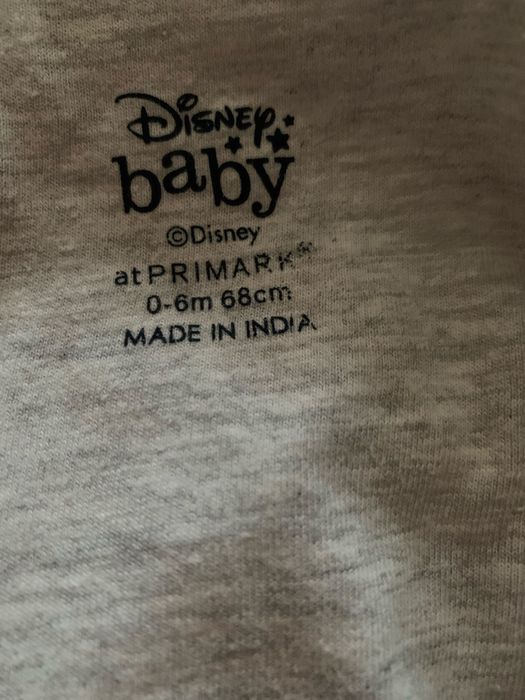 Disney
baby
©Disney
at PRIMARK®
0-6m 68cm
MADE IN INDIA